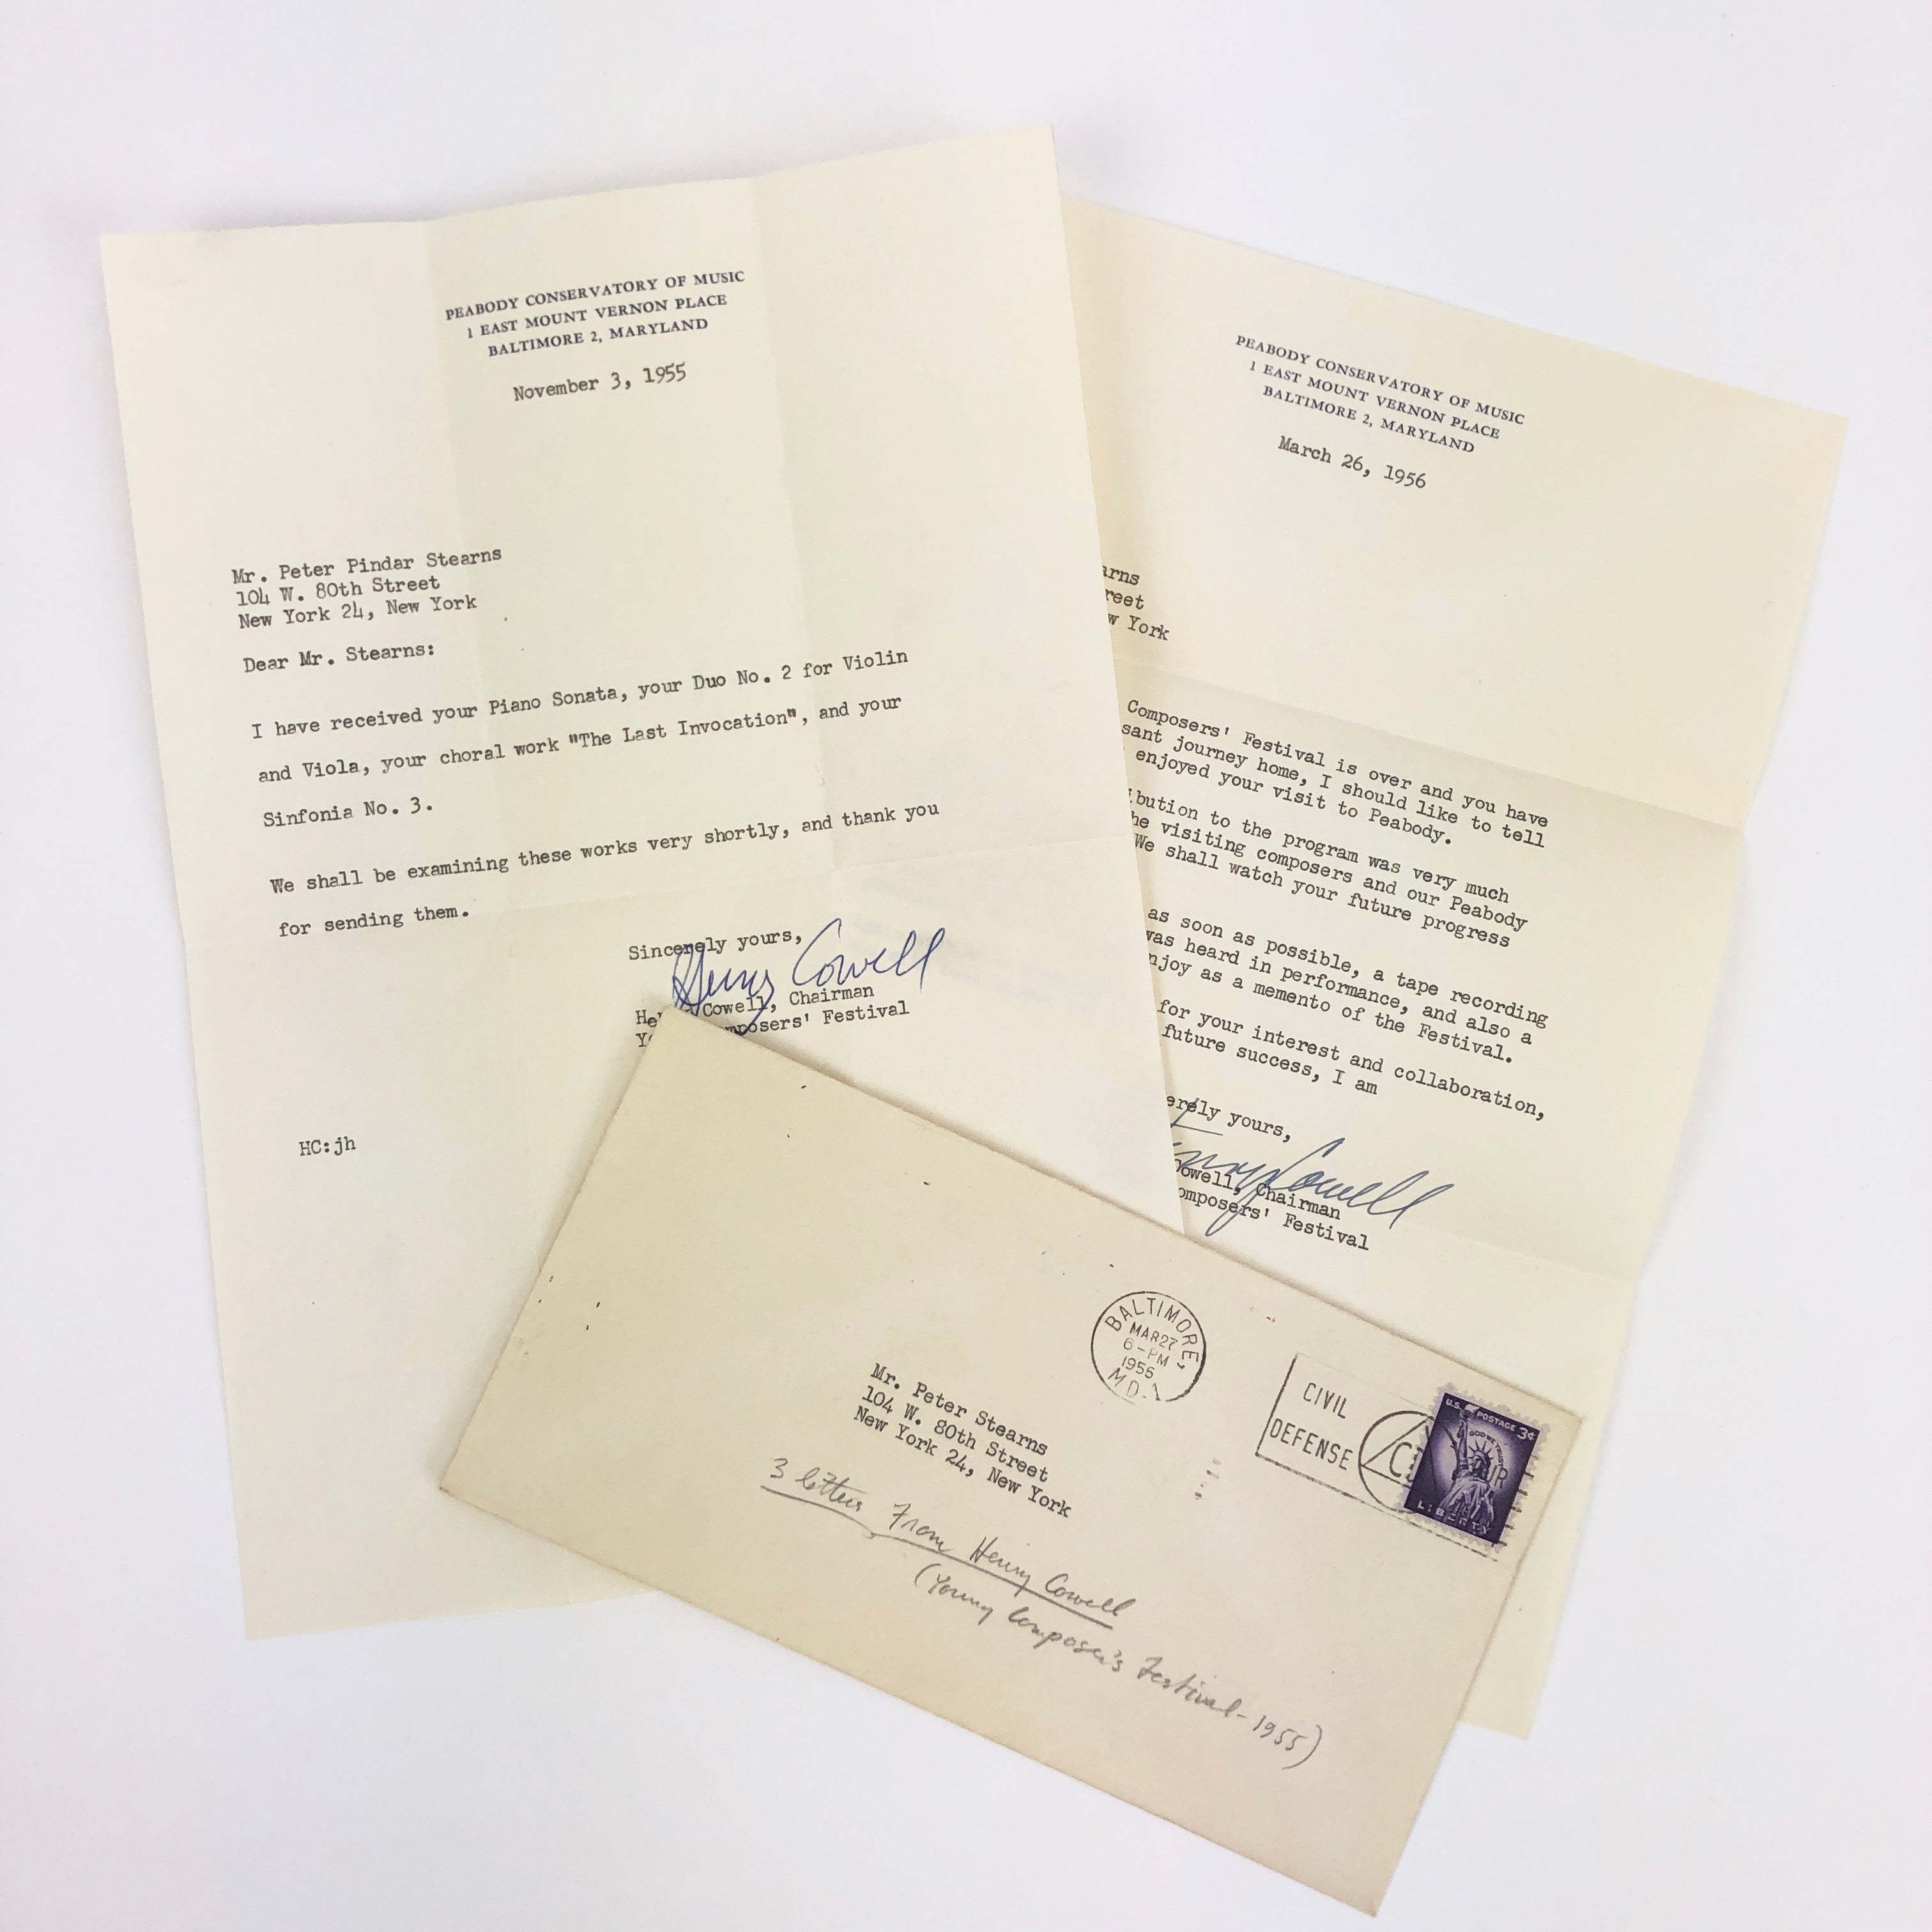 PEABODY CONSERVATORY OF MUSIC
1 EAST MOUNT VERNON PLACE
BALTIMORE 2, MARYLAND
November 3, 1955
Mr. Peter Pindar Stearns
104 W. 80th Street
New York 24, New York
Dear Mr. Stearns:
I have received your Piano Sonata, your Duo No. 2 for Violin
and Viola, your choral work "The Last Invocation", and your
Sinfonia No. 3.
We shall be examining these works very shortly, and thank you
for sending them.
Sincerely yours,
Henry Cowell
Cowell, Chairman
mposers' Festival
HC:jh
PEABODY CONSERVATORY OF MUSIC
1 EAST MOUNT VERNON PLACE
BALTIMORE 2, MARYLAND
March 26, 1956
arns
reet
w York
Composers' Festival is over and you have
sant journey home, I should like to tell
enjoyed your visit to Peabody.
bution to the program was very much
he visiting composers and our Peabody
We shall watch your future progress
as soon as possible, a tape recording
was heard in performance, and also a
njoy as a memento of the Festival.
for your interest and collaboration,
future success, I am
erely yours,
enry Cowell
Cowell, Chairman
omposers' Festival
BALTIMORE,
MAR 27
6-PM
1956
MD.1
CIVIL
DEFENSE
U.S. POSTAGE 3¢
IN GOD WE TRUST
LIBERTY
Mr. Peter Stearns
104 W. 80th Street
New York 24, New York
3 letters From Henry Cowell
(Young Composer's Festival-1955)